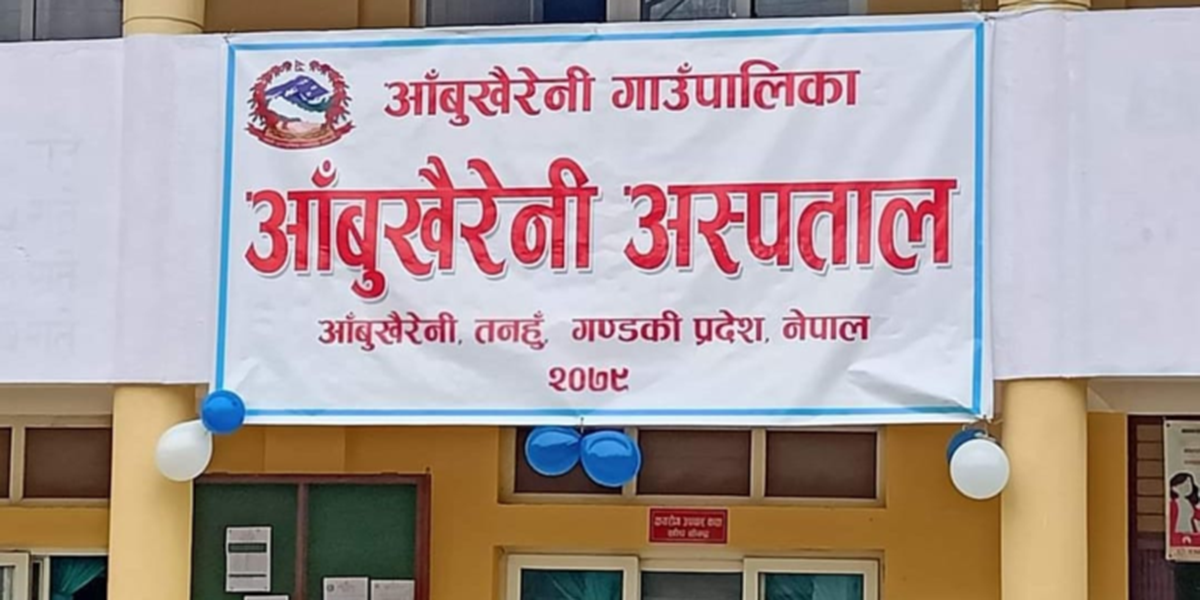 आँबुखैरेनी गाउँपालिका
आँबुखैरेनी अस्पताल
आँबुखैरेनी, तनहुँ, गण्डकी प्रदेश, नेपाल
२०७९